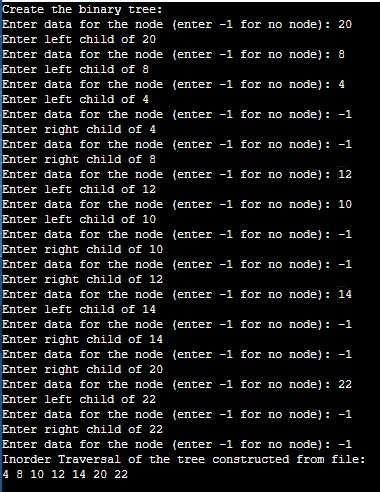 Create the binary tree:
Enter data for the node (enter -1 for no node): 20
Enter left child of 20
Enter data for the node (enter -1 for no node): 8
Enter left child of 8
Enter data for the node (enter -1 for no node): 4
Enter left child of 4
Enter data for the node (enter -1 for no node): -1
Enter right child of 4
Enter data for the node (enter -1 for no node): -1
Enter right child of 8
Enter data for the node (enter -1 for no node): 12
Enter left child of 12
Enter data for the node (enter -1 for no node): 10
Enter left child of 10
Enter data for the node (enter -1 for no node): -1
Enter right child of 10
Enter data for the node (enter -1 for no node): -1
Enter right child of 12
Enter data for the node (enter -1 for no node): 14
Enter left child of 14
Enter data for the node (enter -1 for no node): -1
Enter right child of 14
Enter data for the node (enter -1 for no node): -1
Enter right child of 20
Enter data for the node (enter -1 for no node): 22
Enter left child of 22
Enter data for the node (enter -1 for no node): -1
Enter right child of 22
Enter data for the node (enter -1 for no node): -1
Inorder Traversal of the tree constructed from file:
4 8 10 12 14 20 22